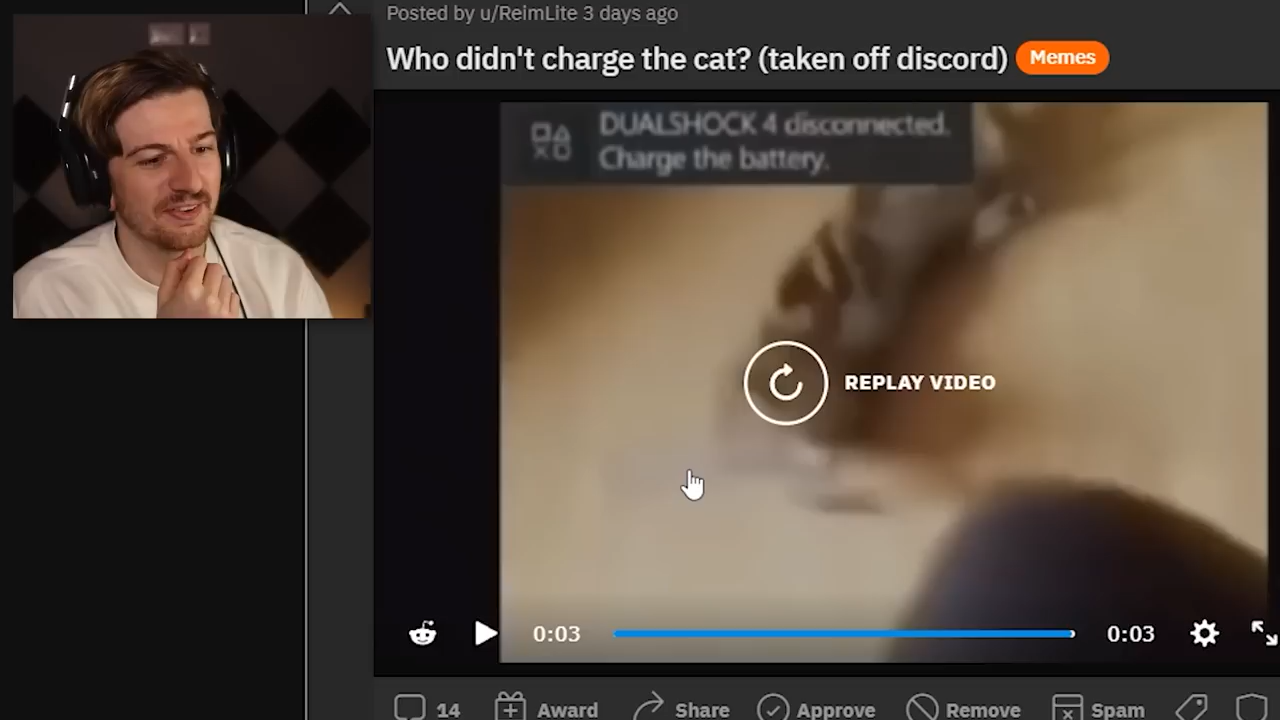 Posted by u/ReimLite 3 days ago
Who didn't charge the cat? (taken off discord) Memes
DUALSHOCK 4 disconnected.
Charge the battery.
REPLAY VIDEO
0:03 0:03
14 Award Share Approve Remove Spam